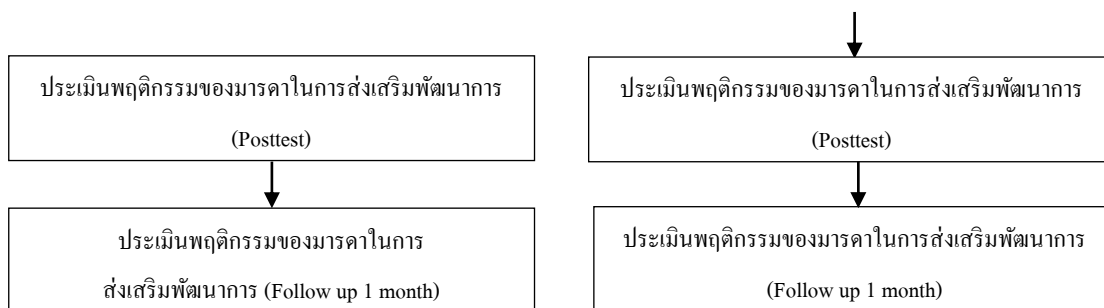 ประเมินพฤติกรรมของมารดาในการส่งเสริมพัฒนาการ
(Posttest)
ประเมินพฤติกรรมของมารดาในการ
ส่งเสริมพัฒนาการ (Follow up 1 month)
ประเมินพฤติกรรมของมารดาในการส่งเสริมพัฒนาการ
(Posttest)
ประเมินพฤติกรรมของมารดาในการส่งเสริมพัฒนาการ
(Follow up 1 month)